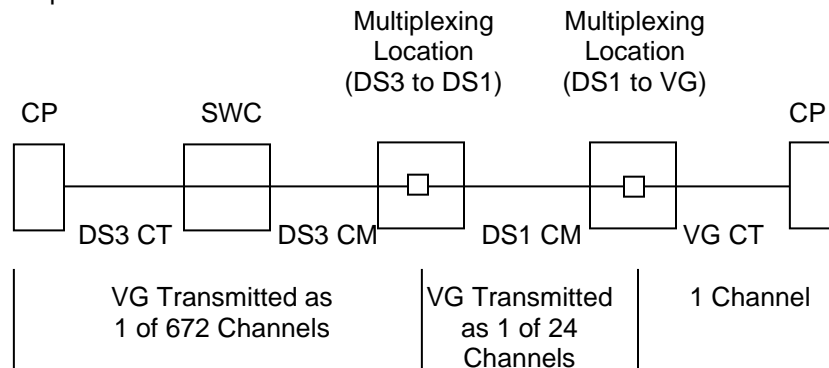 Multiplexing Location (DS3 to DS1)
Multiplexing Location (DS1 to VG)
CP
SWC
CP
DS3 CT
DS3 CM
DS1 CM
VG CT
VG Transmitted as
1 of 672 Channels
VG Transmitted
as 1 of 24
Channels
1 Channel